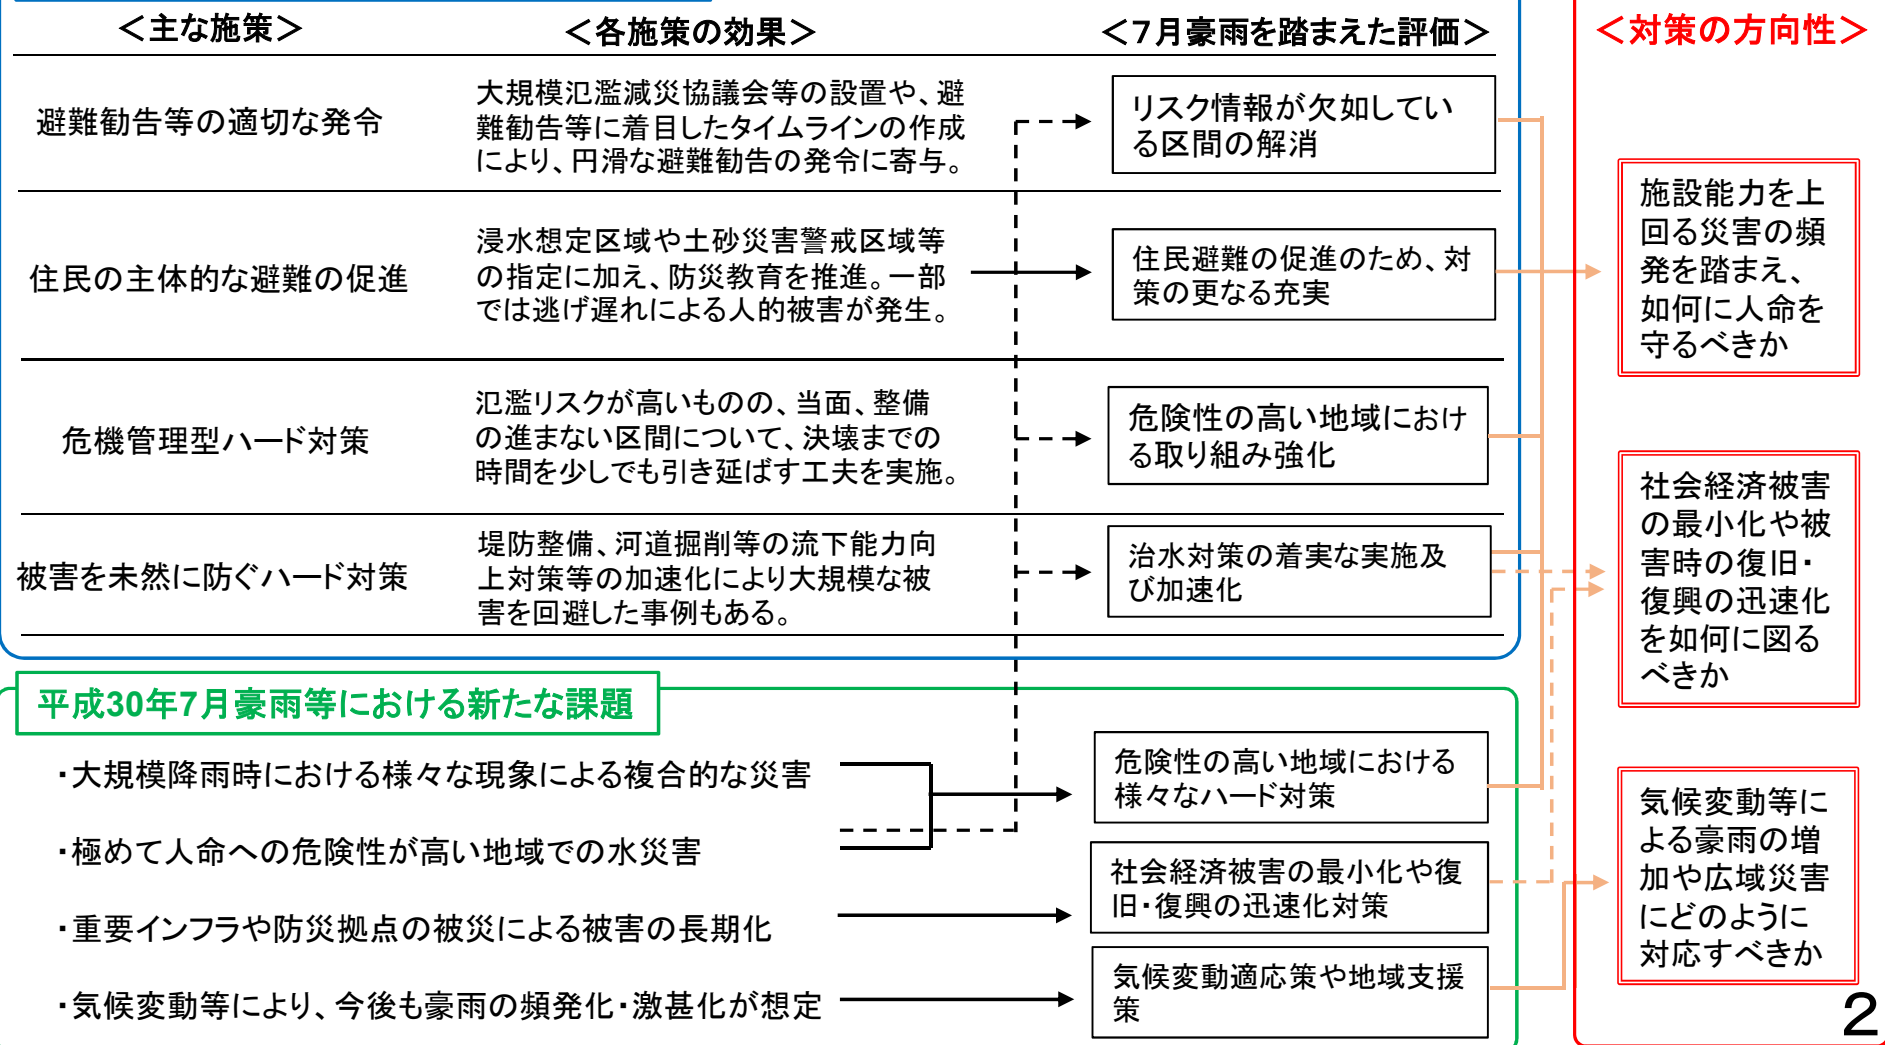 ＜主な施策＞
＜各施策の効果＞
＜7月豪雨を踏まえた評価＞
＜対策の方向性＞
避難勧告等の適切な発令
大規模氾濫減災協議会等の設置や、避
難勧告等に着目したタイムラインの作成
により、円滑な避難勧告の発令に寄与。
リスク情報が欠如してい
る区間の解消
住民の主体的な避難の促進
浸水想定区域や土砂災害警戒区域等
の指定に加え、防災教育を推進。一部
では逃げ遅れによる人的被害が発生。
住民避難の促進のため、対
策の更なる充実
危機管理型ハード対策
氾濫リスクが高いものの、当面、整備
の進まない区間について、決壊までの
時間を少しでも引き延ばす工夫を実施。
危険性の高い地域におけ
る取り組み強化
被害を未然に防ぐハード対策
堤防整備、河道掘削等の流下能力向
上対策等の加速化により大規模な被
害を回避した事例もある。
治水対策の着実な実施及
び加速化
平成30年7月豪雨等における新たな課題
・大規模降雨時における様々な現象による複合的な災害
・極めて人命への危険性が高い地域での水災害
・重要インフラや防災拠点の被災による被害の長期化
・気候変動等により、今後も豪雨の頻発化・激甚化が想定
危険性の高い地域における
様々なハード対策
社会経済被害の最小化や復
旧・復興の迅速化対策
気候変動適応策や地域支援
策
施設能力を上
回る災害の頻
発を踏まえ、
如何に人命を
守るべきか
社会経済被害
の最小化や被
害時の復旧・
復興の迅速化
を如何に図る
べきか
気候変動等に
よる豪雨の増
加や広域災害
にどのように
対応すべきか
2